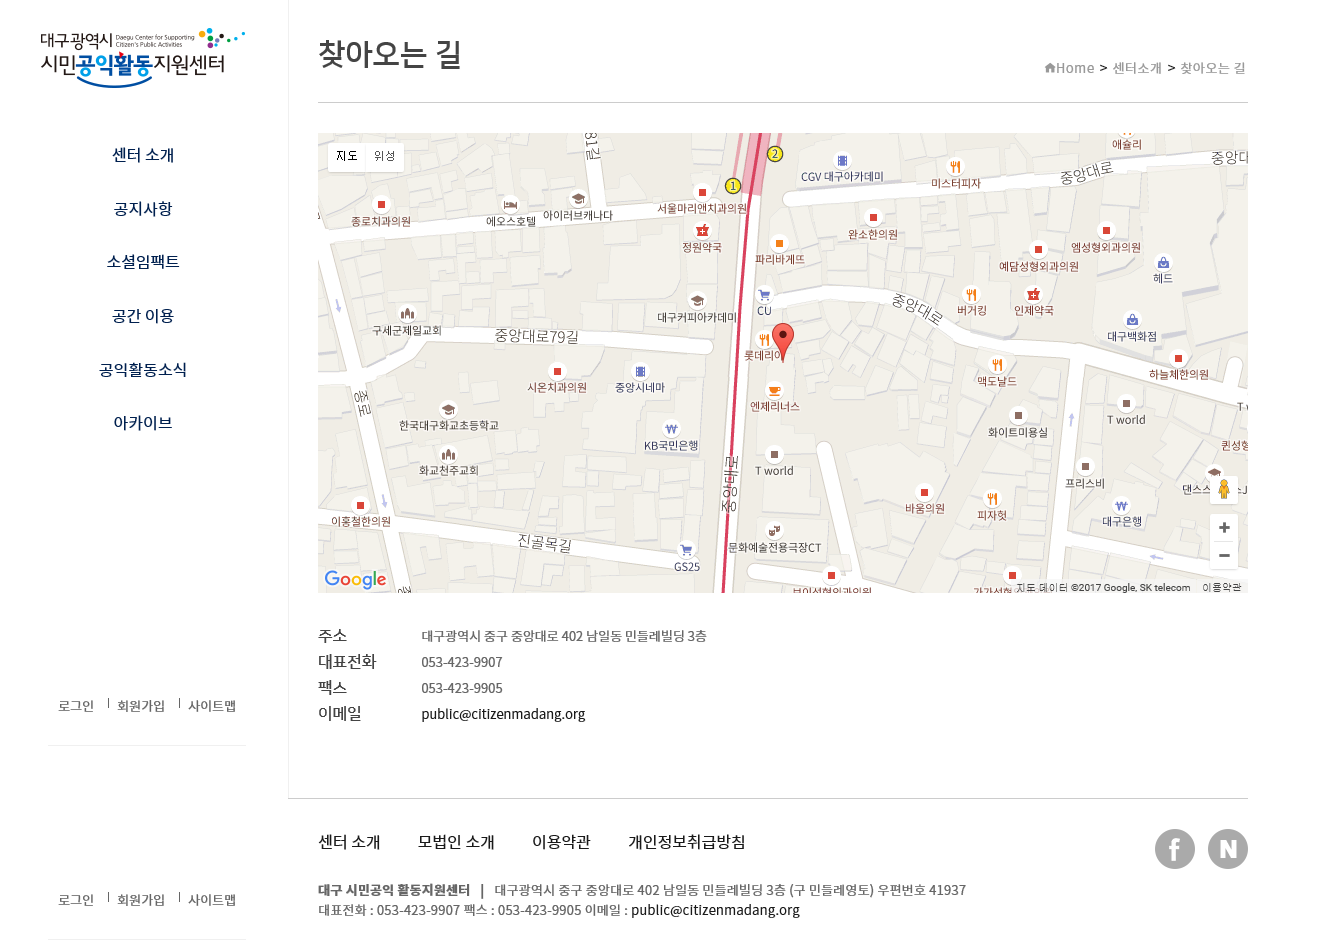 대구광역시 Daegu Center for Supporting Citizen's Public Activities
시민공익활동지원센터
센터 소개
공지사항
소셜임팩트
공간 이용
공익활동소식
아카이브
로그인
회원가입
사이트맵
로그인
회원가입
사이트맵
찾아오는 길
Home > 센터소개 > 찾아오는 길
지도 위성
81길
2
1
애슐리
중앙대로
중앙대
CGV 대구아카데미
미스터피자
종로치과의원
에오스호텔
아이러브캐나다
서울마리앤치과의원
정원약국
파리바게뜨
완소한의원
엠성형외과의원
예담성형외과의원
헤드
대구커피아카데미
CU
중앙대로
버거킹
인제약국
구세군제일교회
중앙대로79길
롯데리아
대구백화점
하늘체한의원
시온치과의원
중앙시네마
맥도날드
엔제리너스
종로
한국대구화교초등학교
T world
화이트미용실
KB국민은행
퀸성형
화교천주교회
T world
프리스비
중앙대로
이홍철한의원
바움의원
피자헛
대구은행
진골목길
문화예술전용극장CT
GS25
Google
지도 데이터 ©2017 Google, SK telecom 이용약관
주소 대구광역시 중구 중앙대로 402 남일동 민들레빌딩 3층
대표전화 053-423-9907
팩스 053-423-9905
이메일 public@citizenmadang.org
센터 소개 모법인 소개 이용약관 개인정보취급방침
대구 시민공익 활동지원센터 | 대구광역시 중구 중앙대로 402 남일동 민들레빌딩 3층 (구 민들레영토) 우편번호 41937
대표전화 : 053-423-9907 팩스 : 053-423-9905 이메일 : public@citizenmadang.org